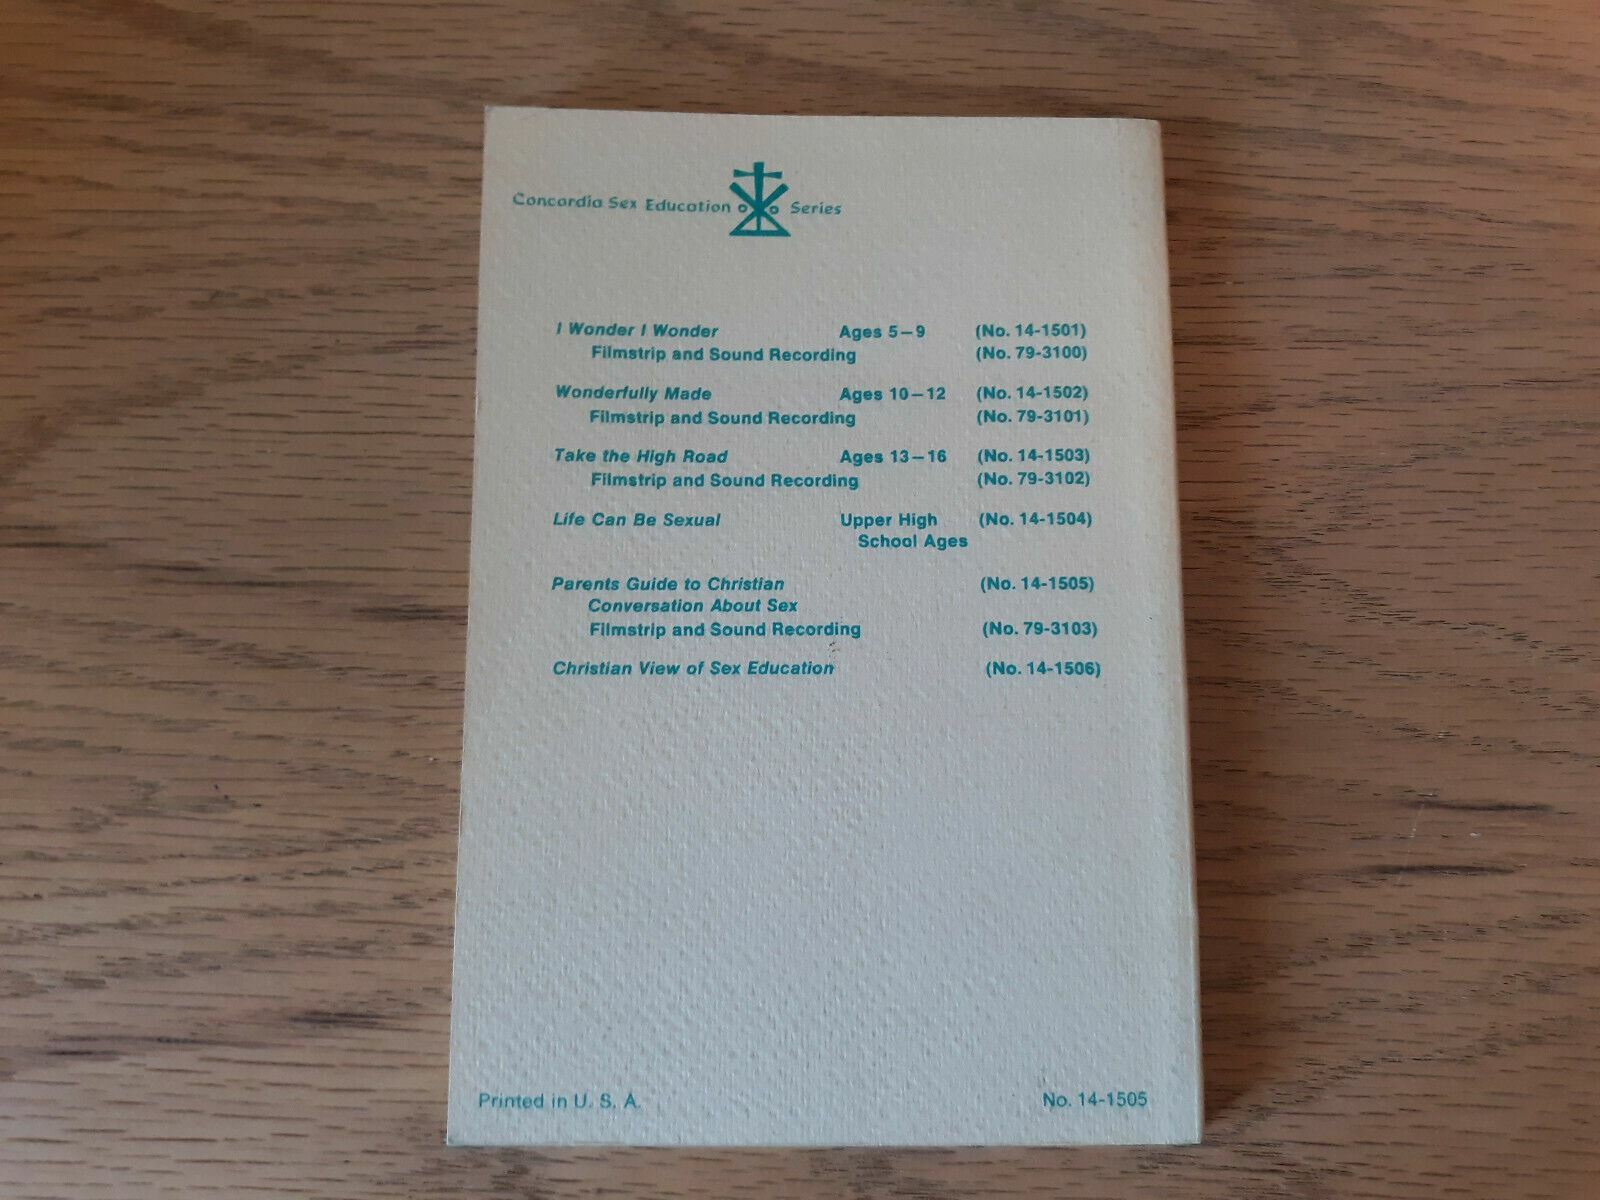 Concordia Sex Education Series
I Wonder I Wonder Ages 5–9 (No. 14-1501)
Filmstrip and Sound Recording (No. 79-3100)
Wonderfully Made Ages 10–12 (No. 14-1502)
Filmstrip and Sound Recording (No. 79-3101)
Take the High Road Ages 13–16 (No. 14-1503)
Filmstrip and Sound Recording (No. 79-3102)
Life Can Be Sexual Upper High (No. 14-1504)
School Ages
Parents Guide to Christian (No. 14-1505)
Conversation About Sex
Filmstrip and Sound Recording (No. 79-3103)
Christian View of Sex Education (No. 14-1506)
Printed in U. S. A. No. 14-1505